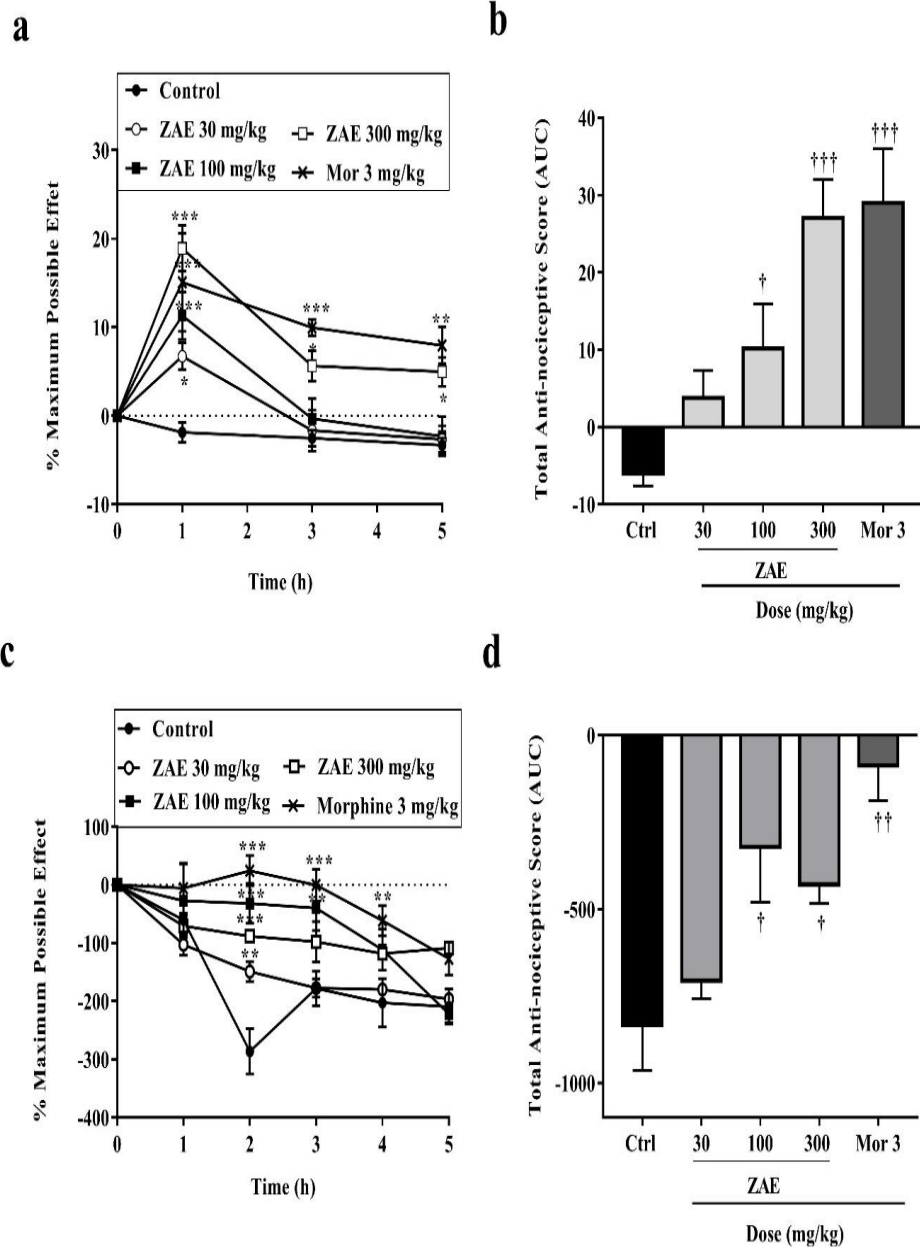 a
Control
ZAE 30 mg/kg
ZAE 300 mg/kg
ZAE 100 mg/kg
Mor 3 mg/kg
% Maximum Possible Effet
30
20
10
0
-10
***
***
***
*
***
*
**
*
0 1 2 3 4 5
Time (h)
b
Total Anti-nociceptive Score (AUC)
40
30
20
10
0
-10
†
†††
†††
Ctrl 30 100 300 Mor 3
ZAE
Dose (mg/kg)
c
Control
ZAE 30 mg/kg
ZAE 300 mg/kg
ZAE 100 mg/kg
Morphine 3 mg/kg
% Maximum Possible Effect
100
0
-100
-200
-300
-400
***
***
***
**
***
**
**
0 1 2 3 4 5
Time (h)
d
Total Anti-nociceptive Score (AUC)
0
-500
-1000
†
†
††
Ctrl 30 100 300 Mor 3
ZAE
Dose (mg/kg)